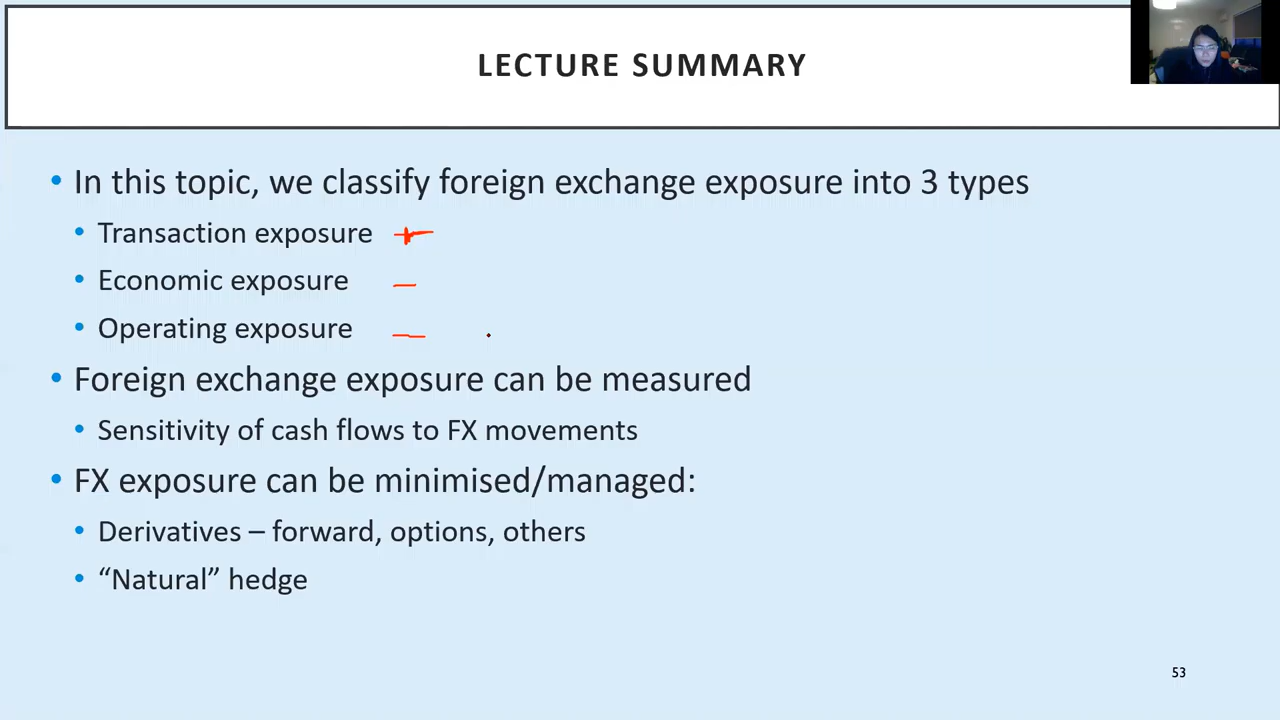 LECTURE SUMMARY
• In this topic, we classify foreign exchange exposure into 3 types
• Transaction exposure
• Economic exposure
• Operating exposure
• Foreign exchange exposure can be measured
• Sensitivity of cash flows to FX movements
• FX exposure can be minimised/managed:
• Derivatives – forward, options, others
• “Natural” hedge
53